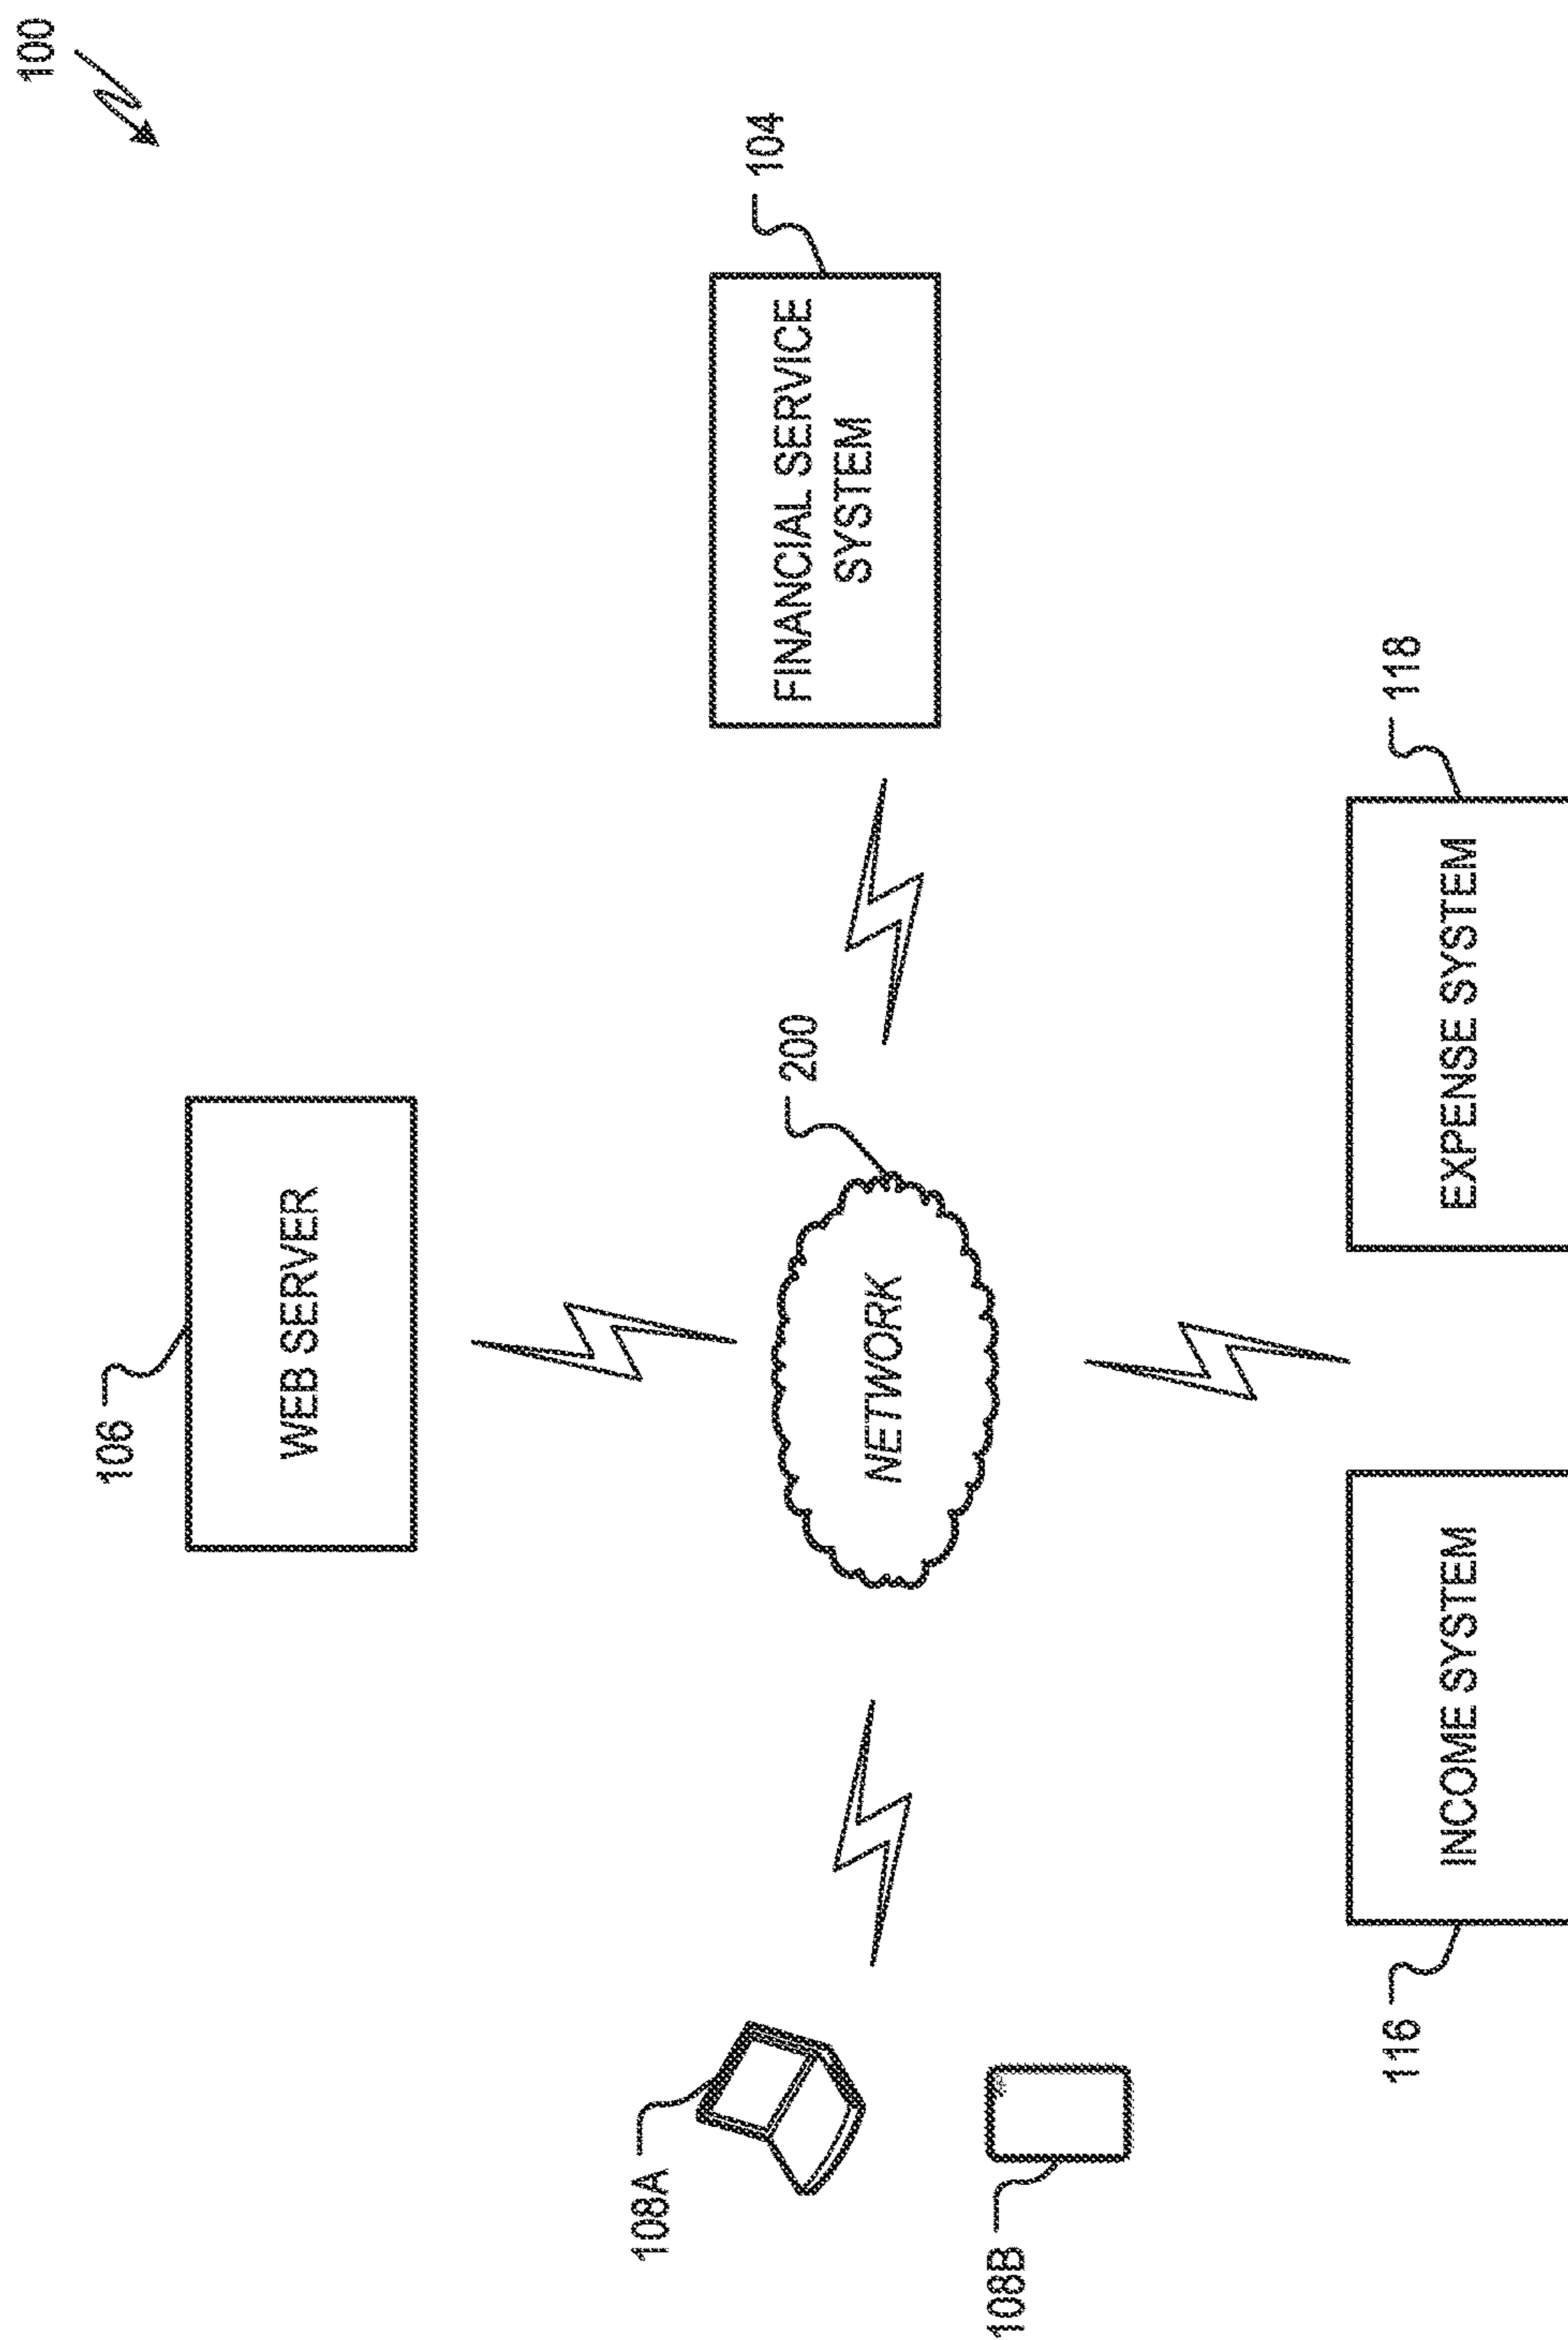 100
106
WEB SERVER
108A
108B
NETWORK
200
FINANCIAL SERVICE
SYSTEM
104
116
INCOME SYSTEM
EXPENSE SYSTEM
118